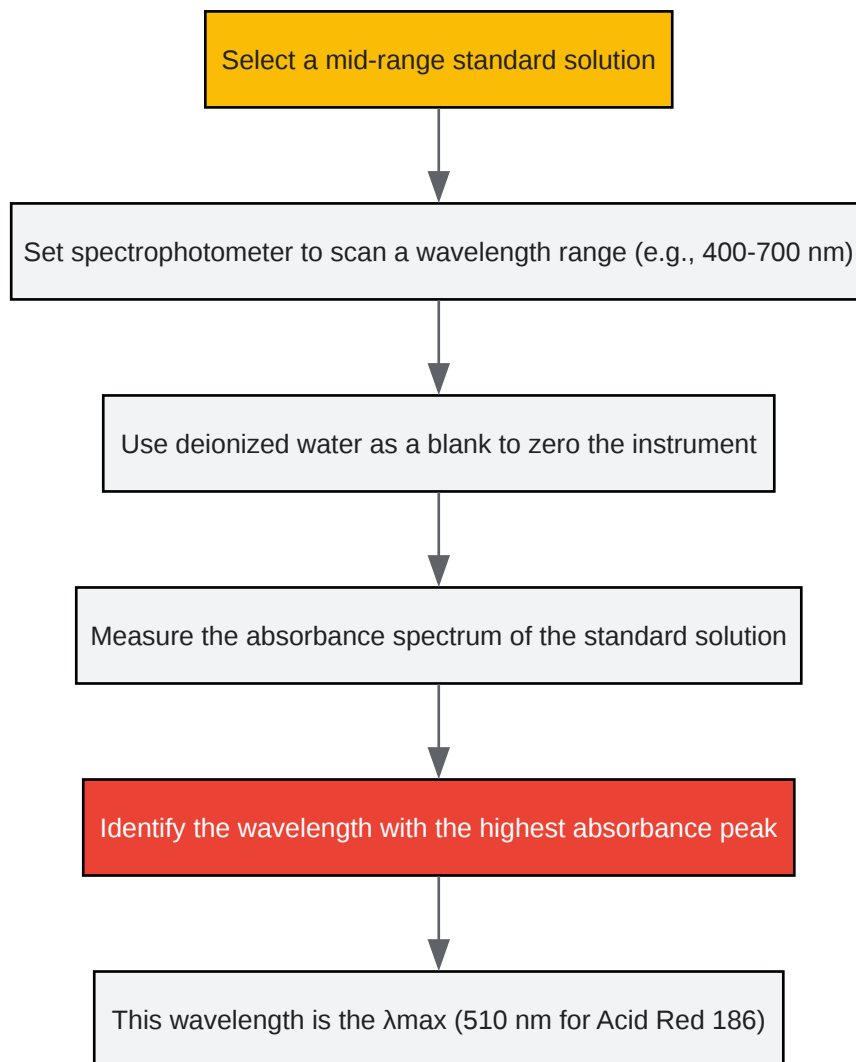 Select a mid-range standard solution
Set spectrophotometer to scan a wavelength range (e.g., 400-700 nm)
Use deionized water as a blank to zero the instrument
Measure the absorbance spectrum of the standard solution
Identify the wavelength with the highest absorbance peak
This wavelength is the λmax (510 nm for Acid Red 186)